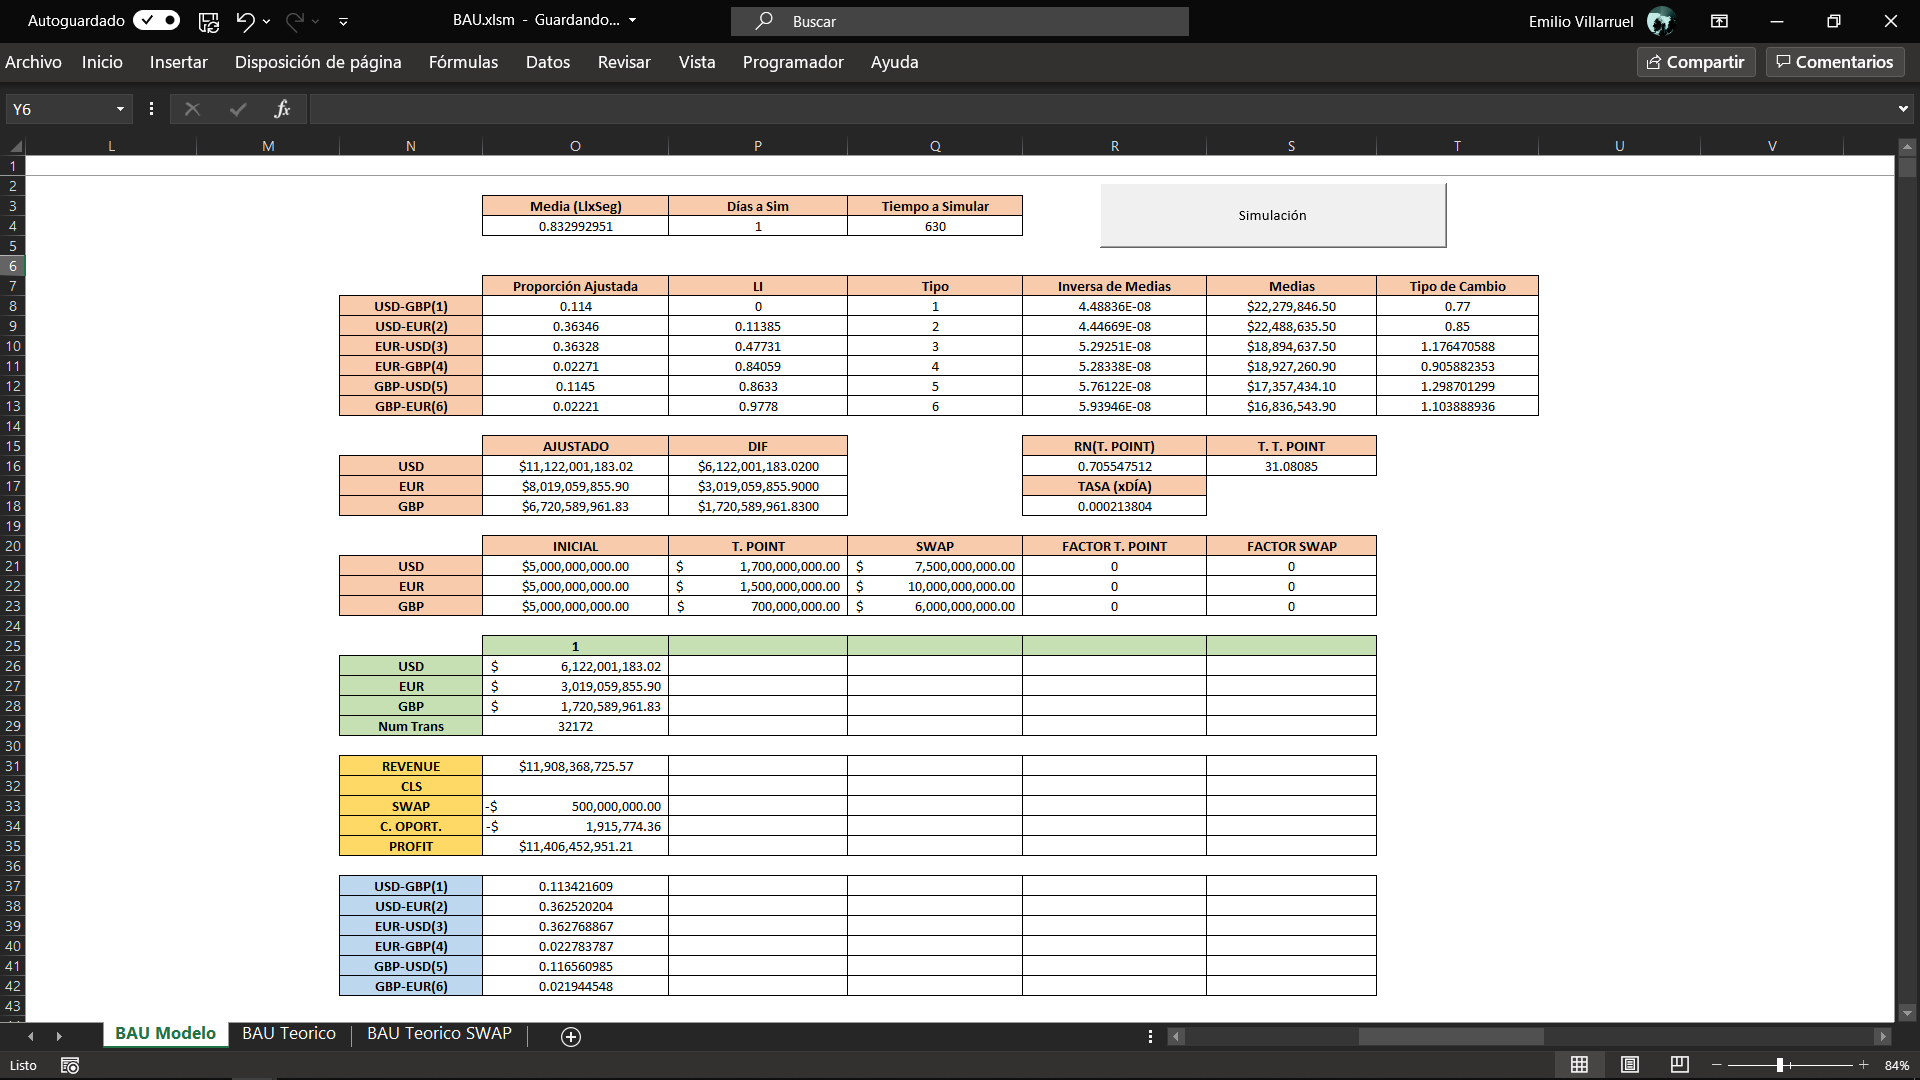 Autoguardado BAU.xlsm - Guardando... Buscar Emilio Villarruel
Archivo Inicio Insertar Disposición de página Fórmulas Datos Revisar Vista Programador Ayuda Compartir Comentarios
Y6 fx
L M N O P Q R S T U V
1
2
3 Media (LlxSeg) Días a Sim Tiempo a Simular
Simulación
4 0.832992951 1 630
5
6
7 Proporción Ajustada LI Tipo Inversa de Medias Medias Tipo de Cambio
8 USD-GBP(1) 0.114 0 1 4.48836E-08 $22,279,846.50 0.77
9 USD-EUR(2) 0.36346 0.11385 2 4.44669E-08 $22,488,635.50 0.85
10 EUR-USD(3) 0.36328 0.47731 3 5.29251E-08 $18,894,637.50 1.176470588
11 EUR-GBP(4) 0.02271 0.84059 4 5.28338E-08 $18,927,260.90 0.905882353
12 GBP-USD(5) 0.1145 0.8633 5 5.76122E-08 $17,357,434.10 1.298701299
13 GBP-EUR(6) 0.02221 0.9778 6 5.93946E-08 $16,836,543.90 1.103888936
14
15 AJUSTADO DIF RN(T. POINT) T. T. POINT
16 USD $11,122,001,183.02 $6,122,001,183.0200 0.705547512 31.08085
17 EUR $8,019,059,855.90 $3,019,059,855.9000 TASA (xDÍA)
18 GBP $6,720,589,961.83 $1,720,589,961.8300 0.000213804
19
20 INICIAL T. POINT SWAP FACTOR T. POINT FACTOR SWAP
21 USD $5,000,000,000.00 $ 1,700,000,000.00 $ 7,500,000,000.00 0 0
22 EUR $5,000,000,000.00 $ 1,500,000,000.00 $ 10,000,000,000.00 0 0
23 GBP $5,000,000,000.00 $ 700,000,000.00 $ 6,000,000,000.00 0 0
24
25 1
26 USD $ 6,122,001,183.02
27 EUR $ 3,019,059,855.90
28 GBP $ 1,720,589,961.83
29 Num Trans 32172
30
31 REVENUE $11,908,368,725.57
32 CLS
33 SWAP -$ 500,000,000.00
34 C. OPORT. -$ 1,915,774.36
35 PROFIT $11,406,452,951.21
36
37 USD-GBP(1) 0.113421609
38 USD-EUR(2) 0.362520204
39 EUR-USD(3) 0.362768867
40 EUR-GBP(4) 0.022783787
41 GBP-USD(5) 0.116560985
42 GBP-EUR(6) 0.021944548
43
BAU Modelo BAU Teorico BAU Teorico SWAP
Listo 84%